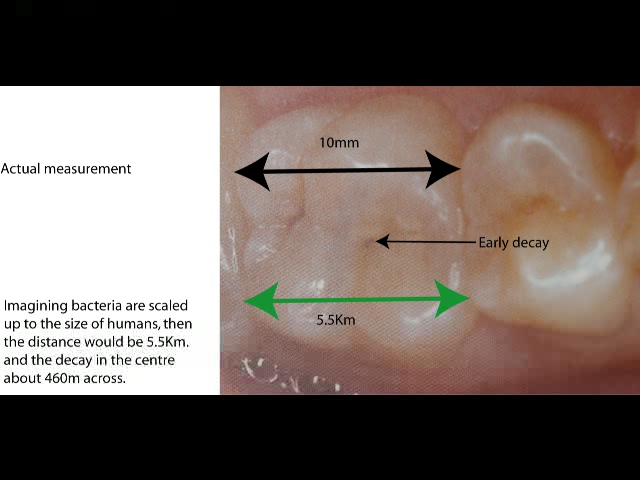 10mm
Actual measurement
Early decay
Imagining bacteria are scaled
up to the size of humans, then
the distance would be 5.5Km.
and the decay in the centre
about 460m across.
5.5Km